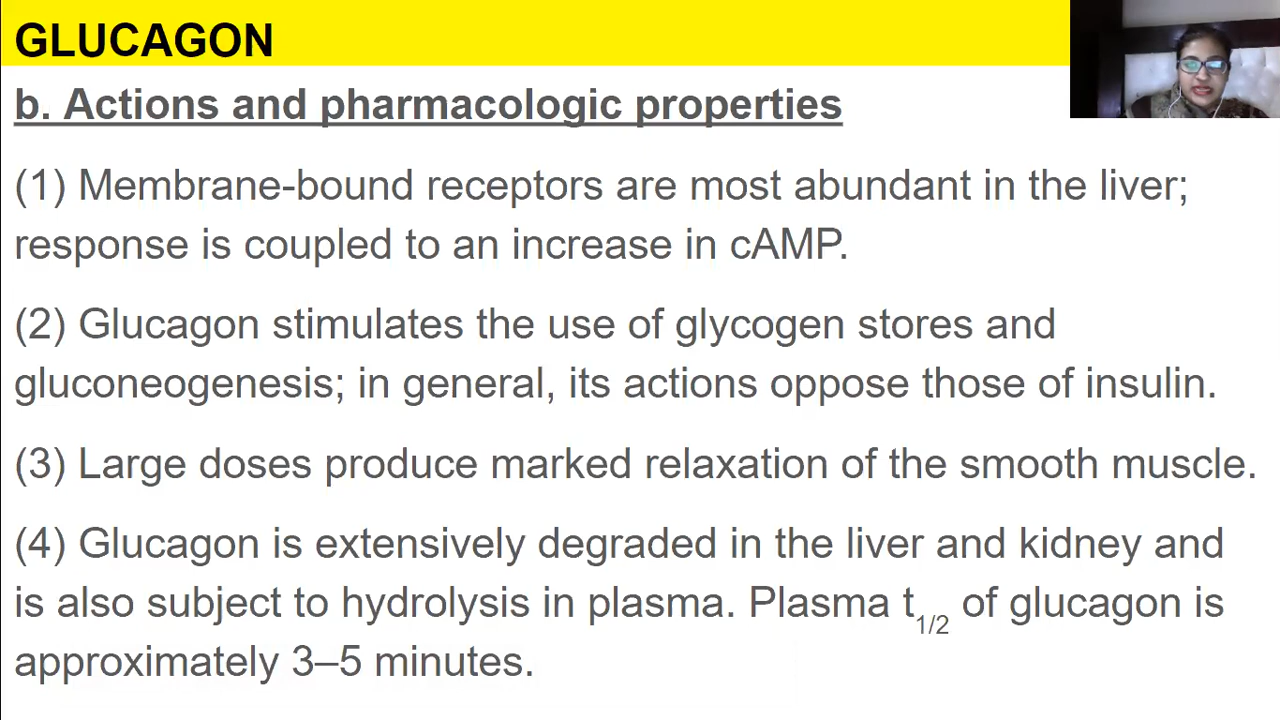 GLUCAGON
b. Actions and pharmacologic properties
(1) Membrane-bound receptors are most abundant in the liver;
response is coupled to an increase in cAMP.
(2) Glucagon stimulates the use of glycogen stores and
gluconeogenesis; in general, its actions oppose those of insulin.
(3) Large doses produce marked relaxation of the smooth muscle.
(4) Glucagon is extensively degraded in the liver and kidney and
is also subject to hydrolysis in plasma. Plasma t1/2 of glucagon is
approximately 3–5 minutes.